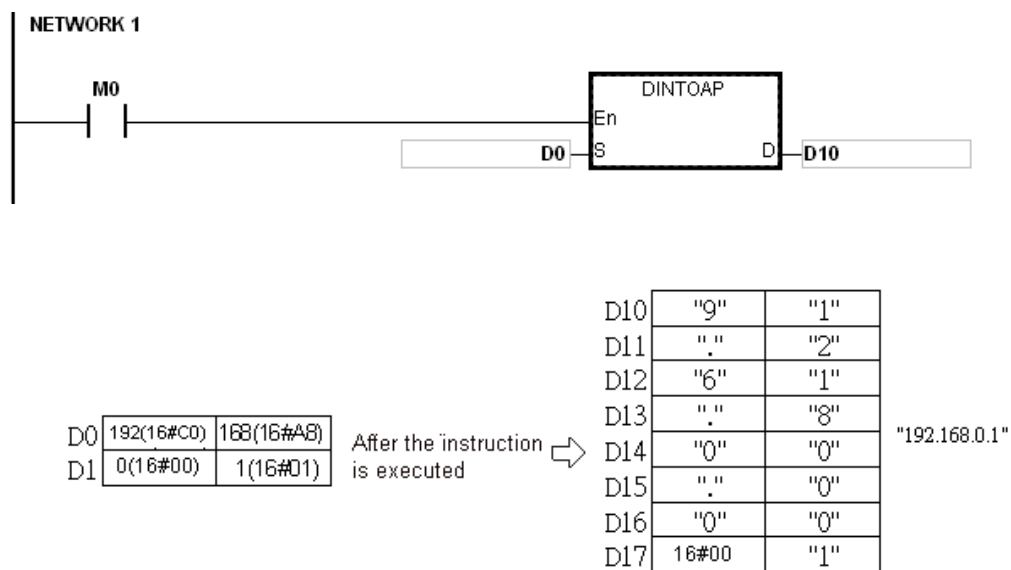 NETWORK 1
M0
DINTOAP
En
D0 S D D10
D10 "9" "1"
D11 "." "2"
D12 "6" "1"
D13 "." "8"
D14 "0" "0"
D15 "." "0"
D16 "0" "0"
D17 16#00 "1"
D0 192(16#C0) 168(16#A8)
D1 0(16#00) 1(16#01)
After the instruction
is executed
"192.168.0.1"